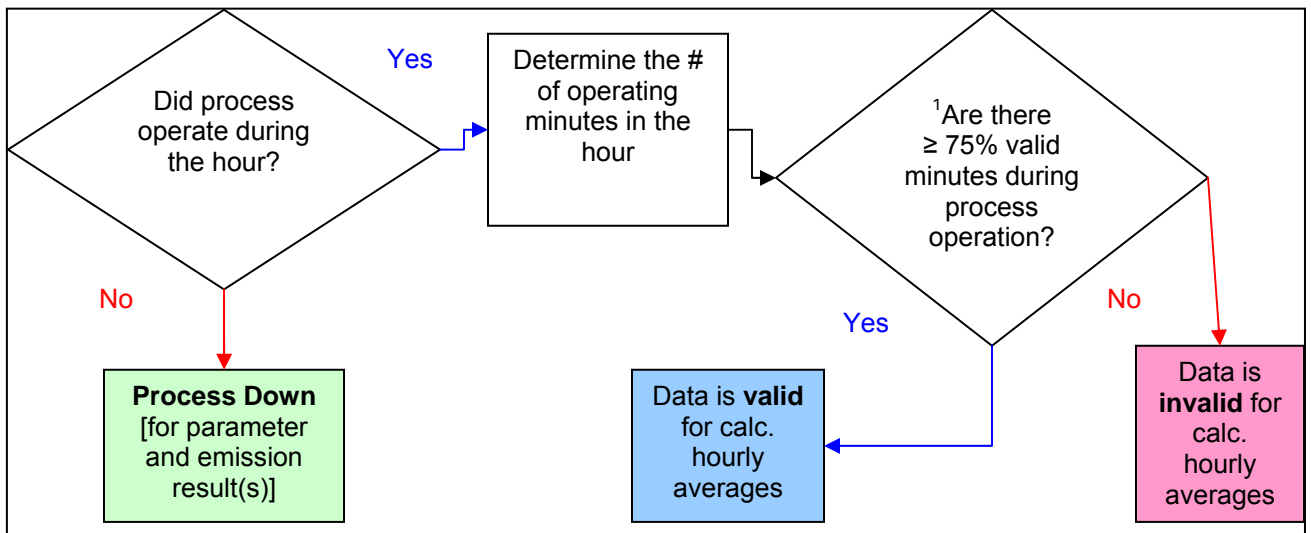 Did process
operate during
the hour?
Yes
Determine the #
of operating
minutes in the
hour
¹Are there
≥ 75% valid
minutes during
process
operation?
No
Process Down
[for parameter
and emission
result(s)]
Yes
Data is valid
for calc.
hourly
averages
No
Data is
invalid for
calc.
hourly
averages